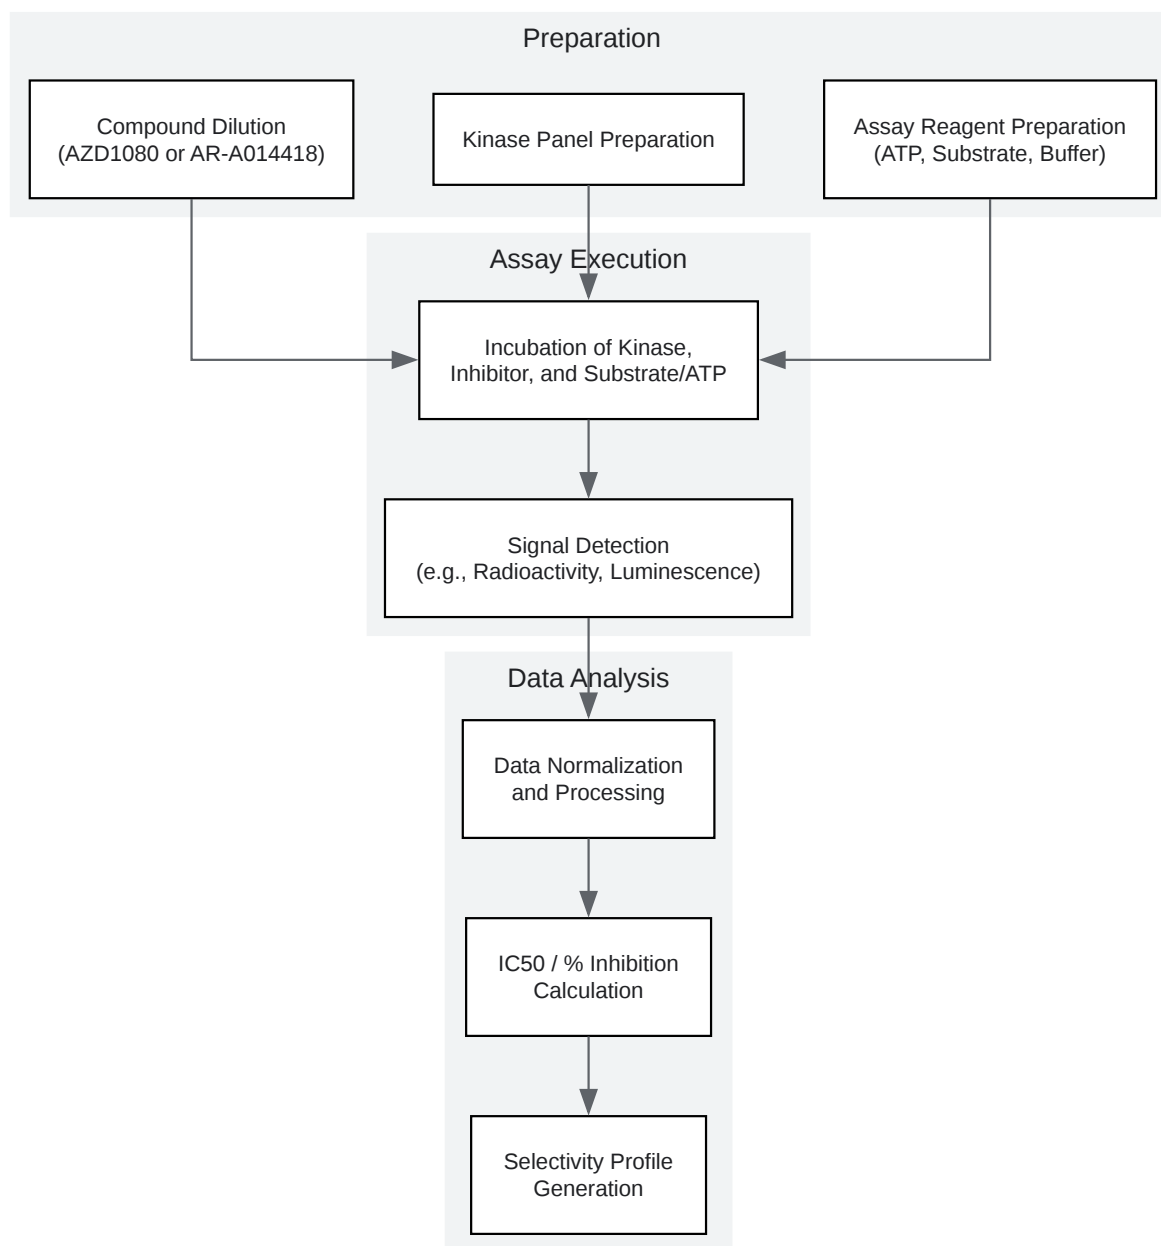 Preparation
Compound Dilution
(AZD1080 or AR-A014418)
Kinase Panel Preparation
Assay Reagent Preparation
(ATP, Substrate, Buffer)
Assay Execution
Incubation of Kinase,
Inhibitor, and Substrate/ATP
Signal Detection
(e.g., Radioactivity, Luminescence)
Data Analysis
Data Normalization
and Processing
IC50 / % Inhibition
Calculation
Selectivity Profile
Generation